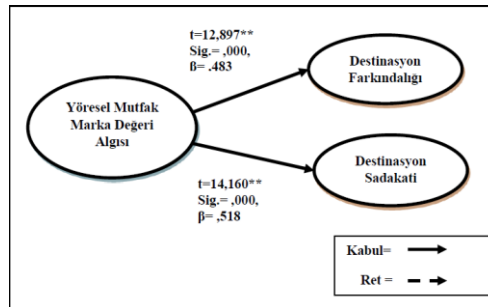 t=12,897**
Sig.= ,000,
ß= .483
Destinasyon
Farkındalığı
Yöresel Mutfak
Marka Değeri
Algısı
Destinasyon
Sadakati
t=14,160**
Sig.= ,000,
β= ,518
Kabul=
Ret =